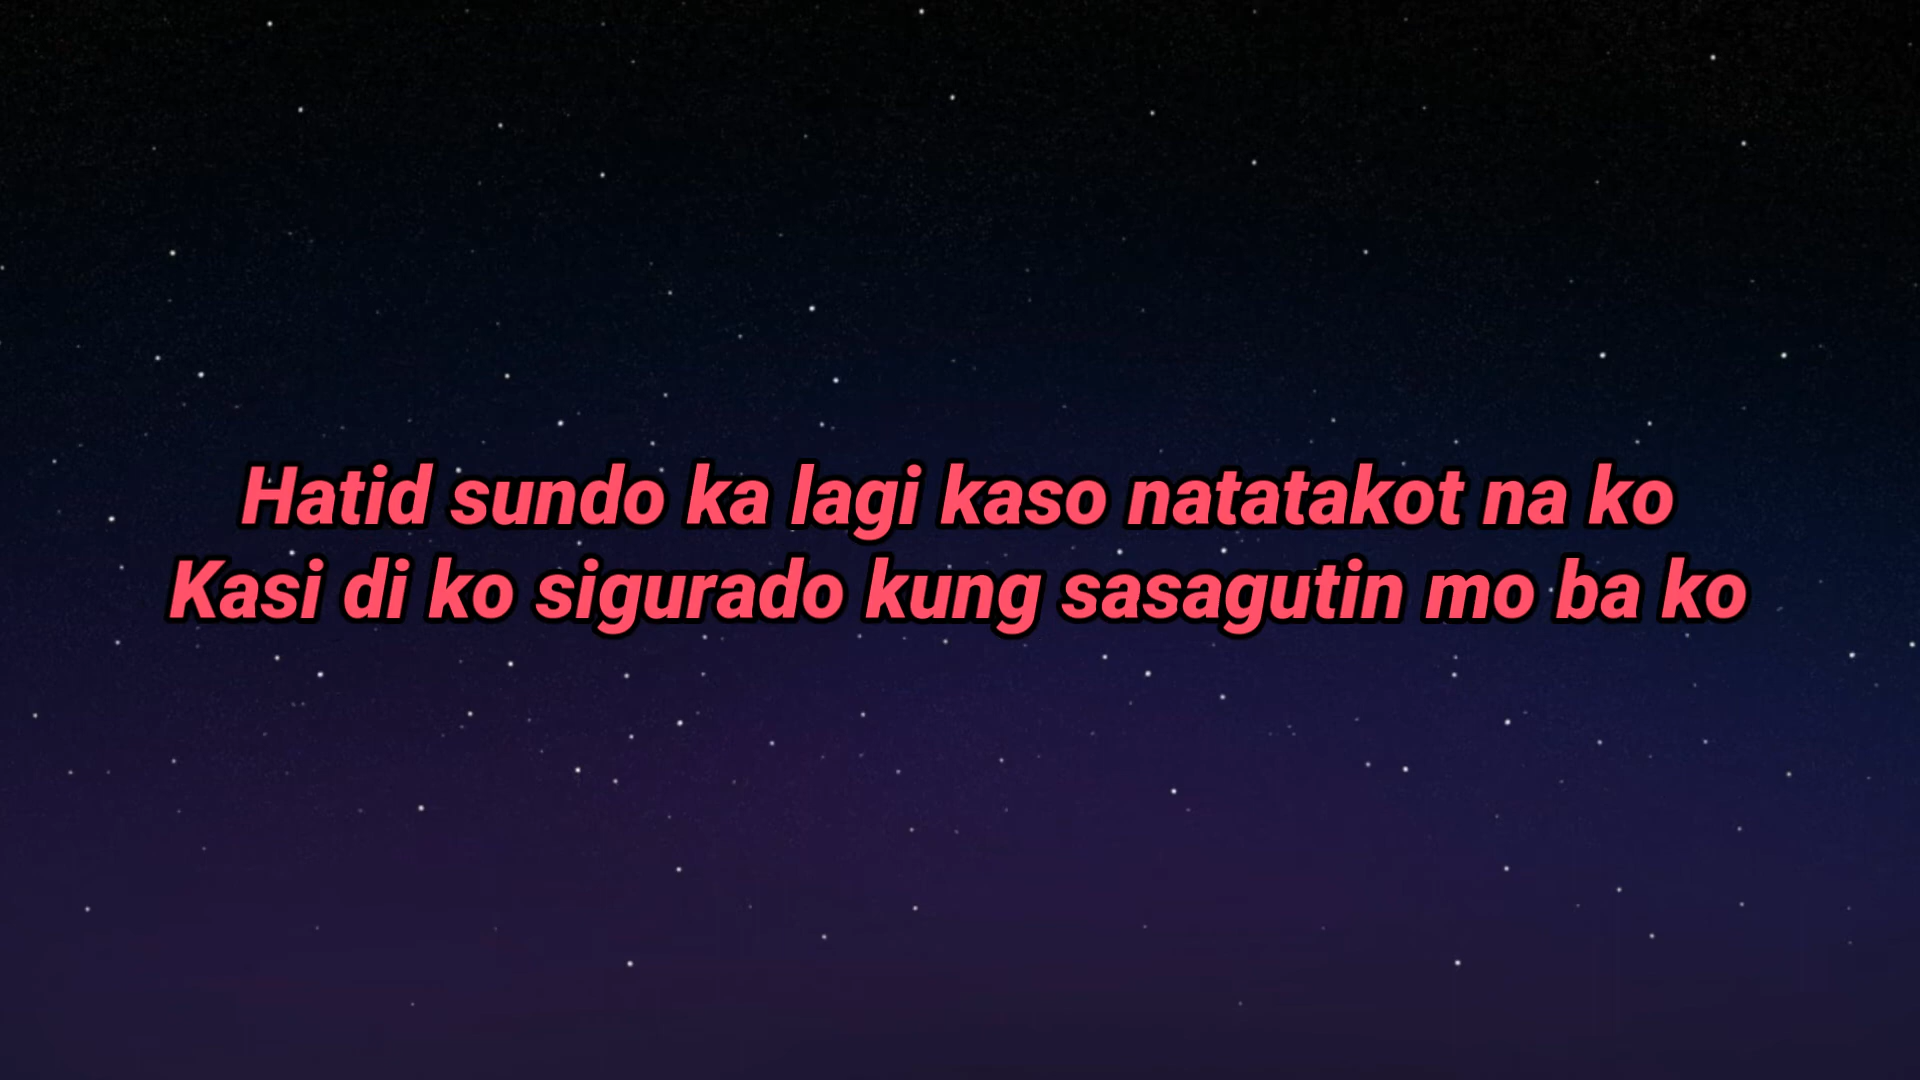 Hatid sundo ka lagi kaso natatakot na ko
Kasi di ko sigurado kung sasagutin mo ba ko